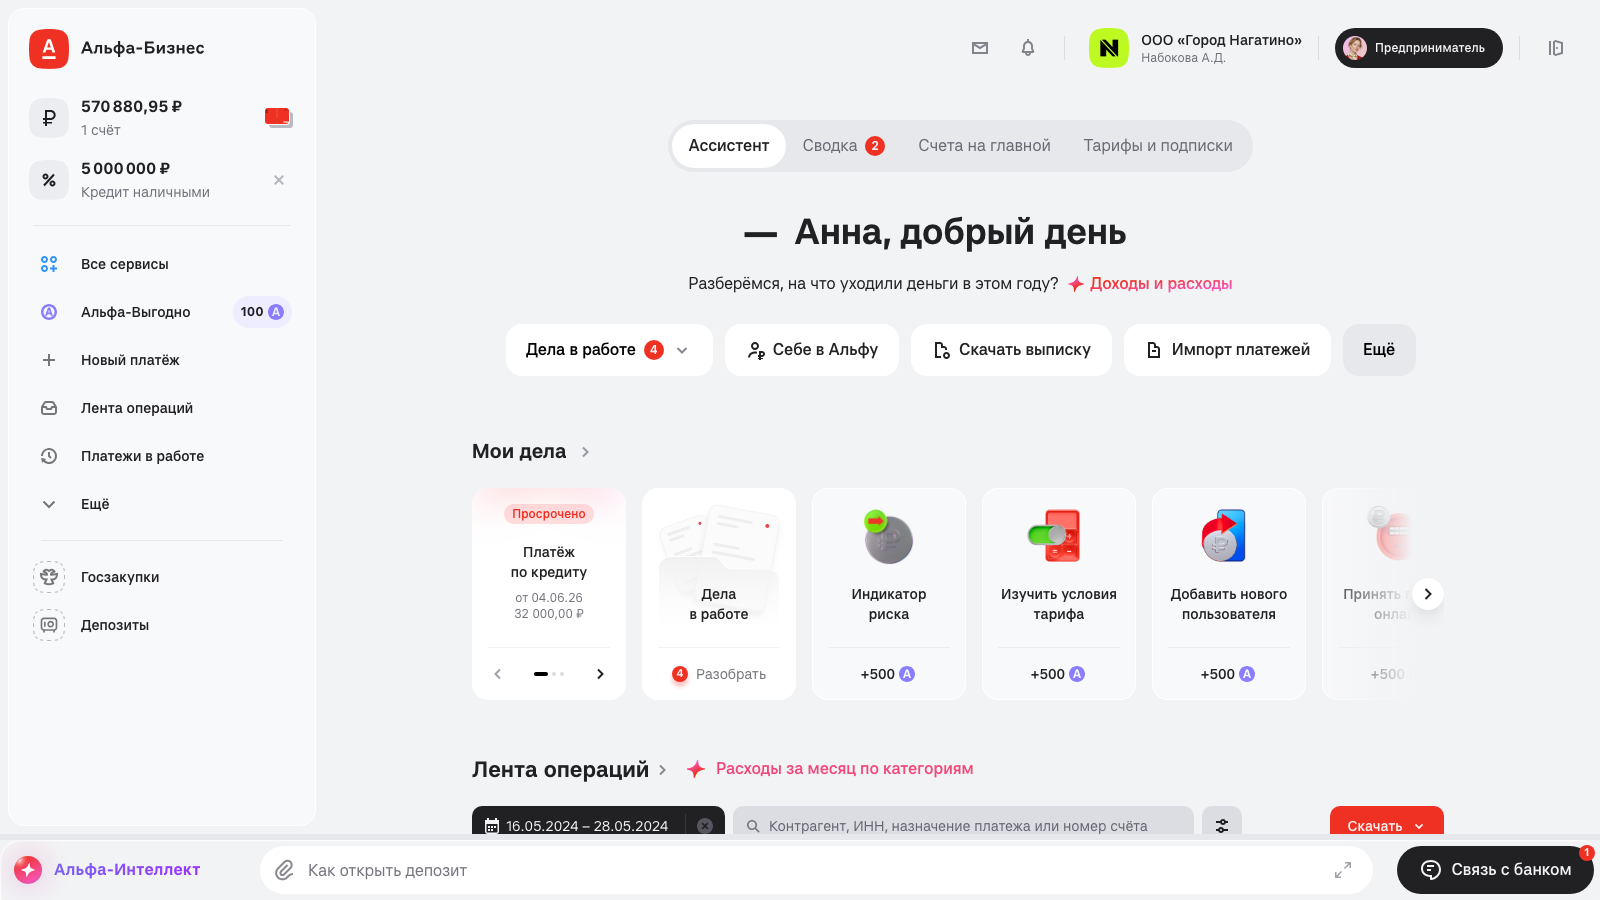 Альфа-Бизнес
570 880,95 ₽
1 счёт
5 000 000 ₽
Кредит наличными
Все сервисы
Альфа-Выгодно
100
Новый платёж
Лента операций
Платежи в работе
Ещё
Госзакупки
Депозиты
ООО «Город Нагатино»
Набокова А.Д.
Предприниматель
Ассистент
Сводка 2
Счета на главной
Тарифы и подписки
— Анна, добрый день
Разберёмся, на что уходили деньги в этом году? Доходы и расходы
Дела в работе 4
Себе в Альфу
Скачать выписку
Импорт платежей
Ещё
Мои дела
Просрочено
Платёж
по кредиту
от 04.06.26
32 000,00 ₽
Дела
в работе
4 Разобрать
Индикатор
риска
+500
Изучить условия
тарифа
+500
Добавить нового
пользователя
+500
Принять
+500
Лента операций
Расходы за месяц по категориям
16.05.2024 – 28.05.2024
Контрагент, ИНН, назначение платежа или номер счёта
Скачать
Альфа-Интеллект
Как открыть депозит
Связь с банком
1